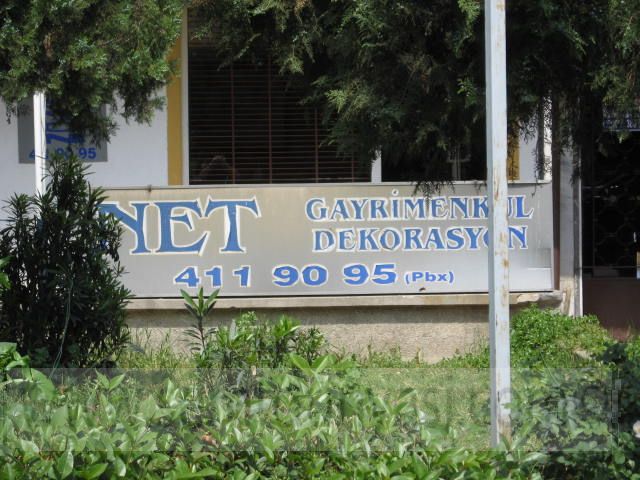 NET
GAYRİMENKUL
DEKORASYON
411 90 95 (Pbx)